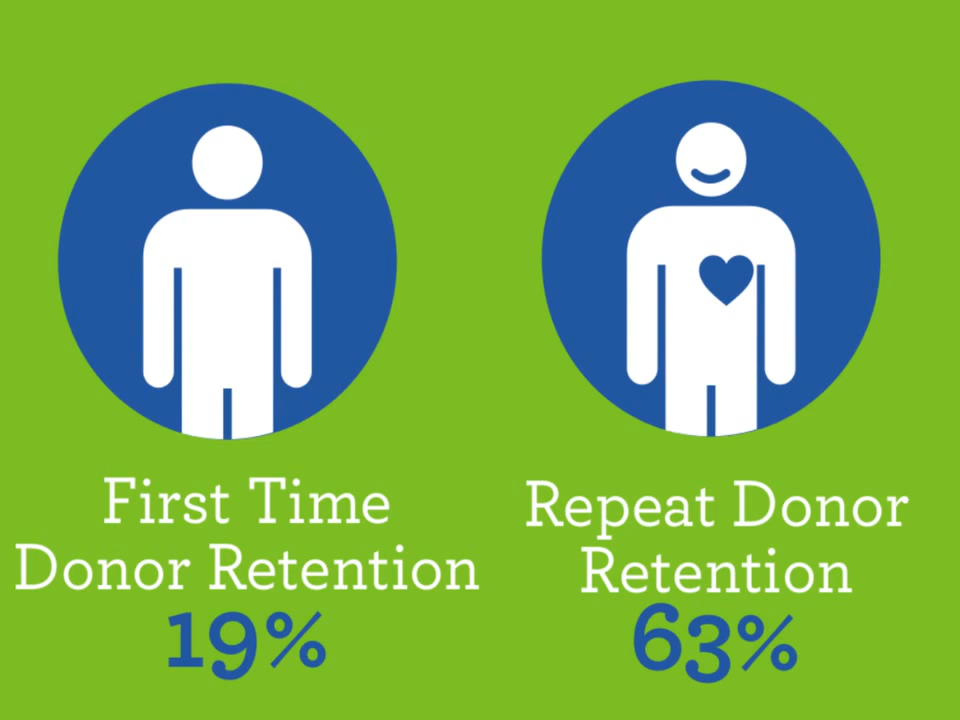 First Time
Donor Retention
19%
Repeat Donor
Retention
63%